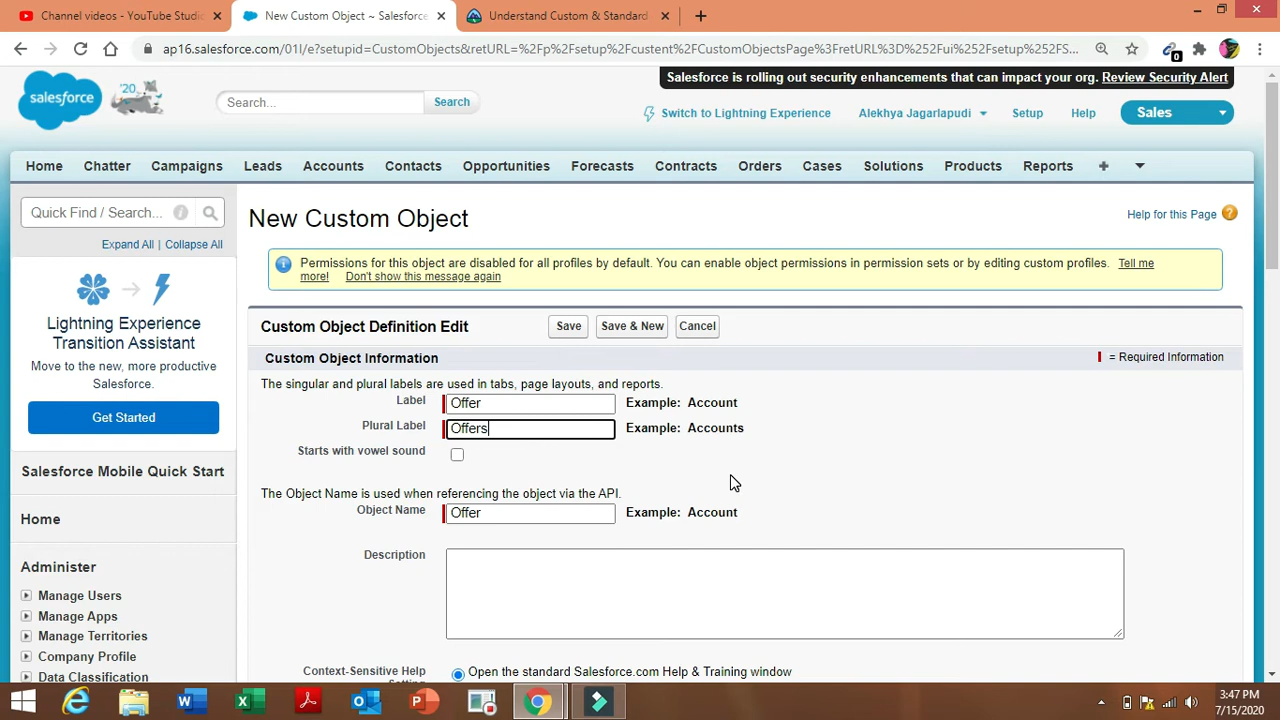 Channel videos - YouTube Studio
New Custom Object ~ Salesforce
Understand Custom & Standard
ap16.salesforce.com/01I/e?setupid=CustomObjects&retURL=%2Fp%2Fsetup%2Fcustent%2FCustomObjectsPage%3FretURL%3D%252Fui%252Fsetup%252FS...
0
salesforce
'20
Search...
Search
Salesforce is rolling out security enhancements that can impact your org. Review Security Alert
Switch to Lightning Experience
Alekhya Jagarlapudi
Setup
Help
Sales
Home Chatter Campaigns Leads Accounts Contacts Opportunities Forecasts Contracts Orders Cases Solutions Products Reports +
Quick Find / Search...
Expand All | Collapse All
Lightning Experience
Transition Assistant
Move to the new, more productive
Salesforce.
Get Started
Salesforce Mobile Quick Start
Home
Administer
Manage Users
Manage Apps
Manage Territories
Company Profile
Data Classification
New Custom Object
Help for this Page
Permissions for this object are disabled for all profiles by default. You can enable object permissions in permission sets or by editing custom profiles. Tell me
more! Don't show this message again
Custom Object Definition Edit
Save
Save & New
Cancel
Custom Object Information
= Required Information
The singular and plural labels are used in tabs, page layouts, and reports.
Label Offer Example: Account
Plural Label Offers Example: Accounts
Starts with vowel sound
The Object Name is used when referencing the object via the API.
Object Name Offer Example: Account
Description
Context-Sensitive Help
Setting
Open the standard Salesforce.com Help & Training window
3:47 PM
7/15/2020